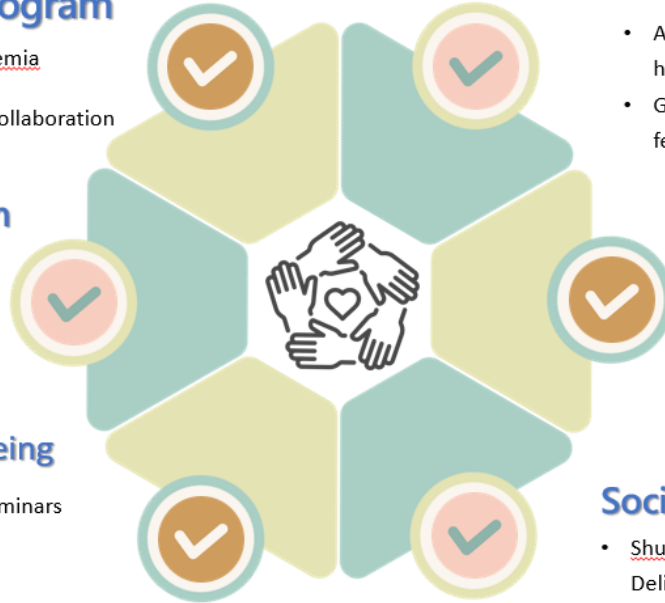 ogram
emia
ollaboration
n
eing
minars
• A
h
• G
fe
Soci
• Shu
Deli